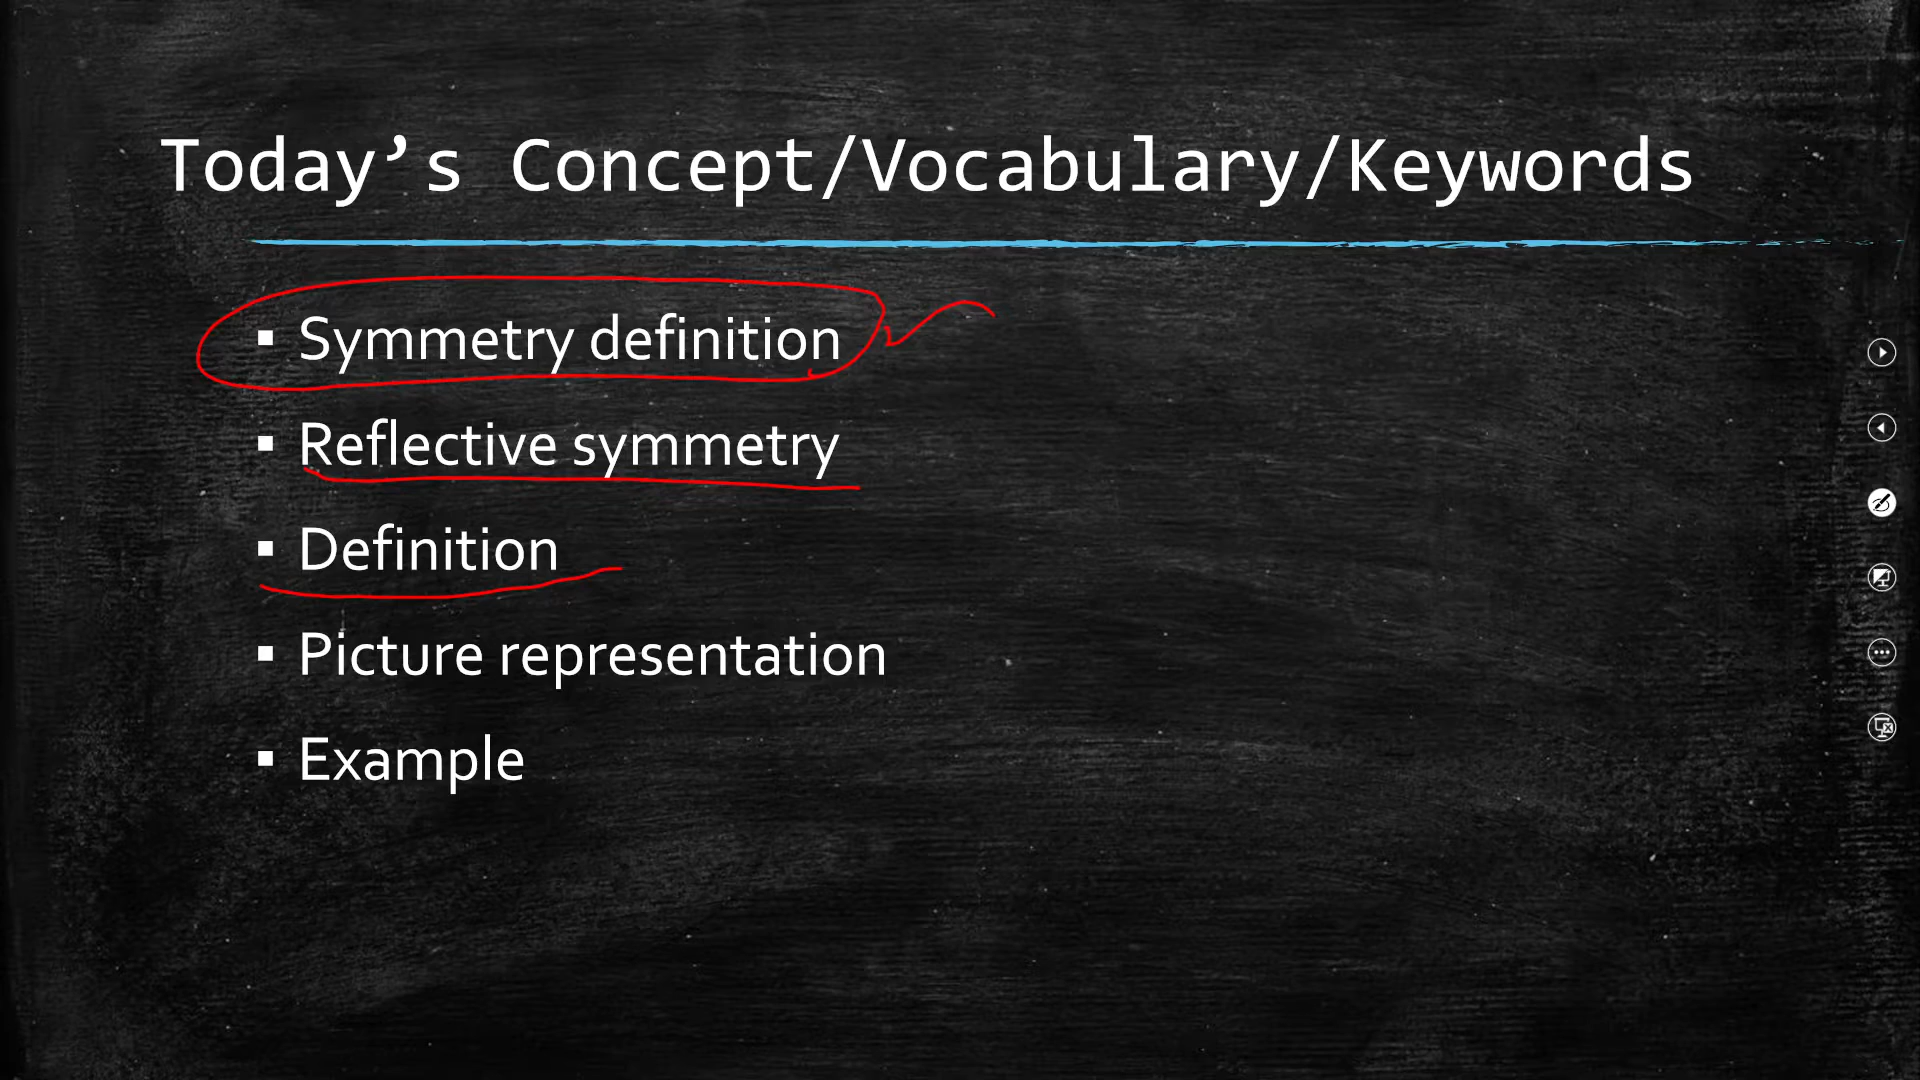 Today’s Concept/Vocabulary/Keywords
▪ Symmetry definition
▪ Reflective symmetry
▪ Definition
▪ Picture representation
▪ Example